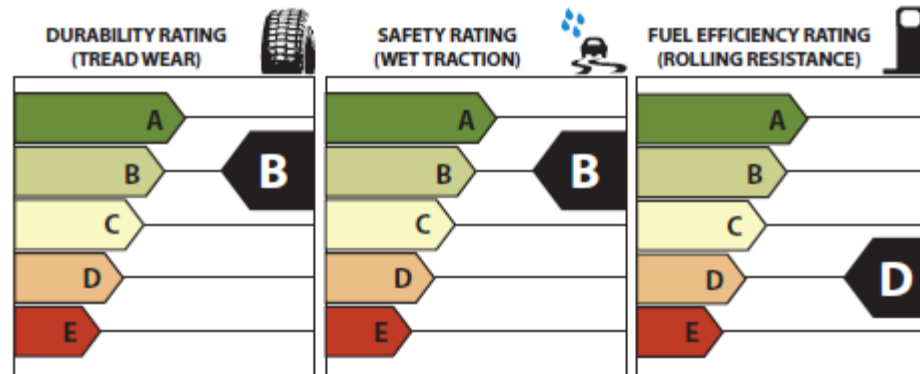 DURABILITY RATING
(TREAD WEAR)
A
B
C
D
E
B
SAFETY RATING
(WET TRACTION)
A
B
C
D
E
B
FUEL EFFICIENCY RATING
(ROLLING RESISTANCE)
A
B
C
D
E
D